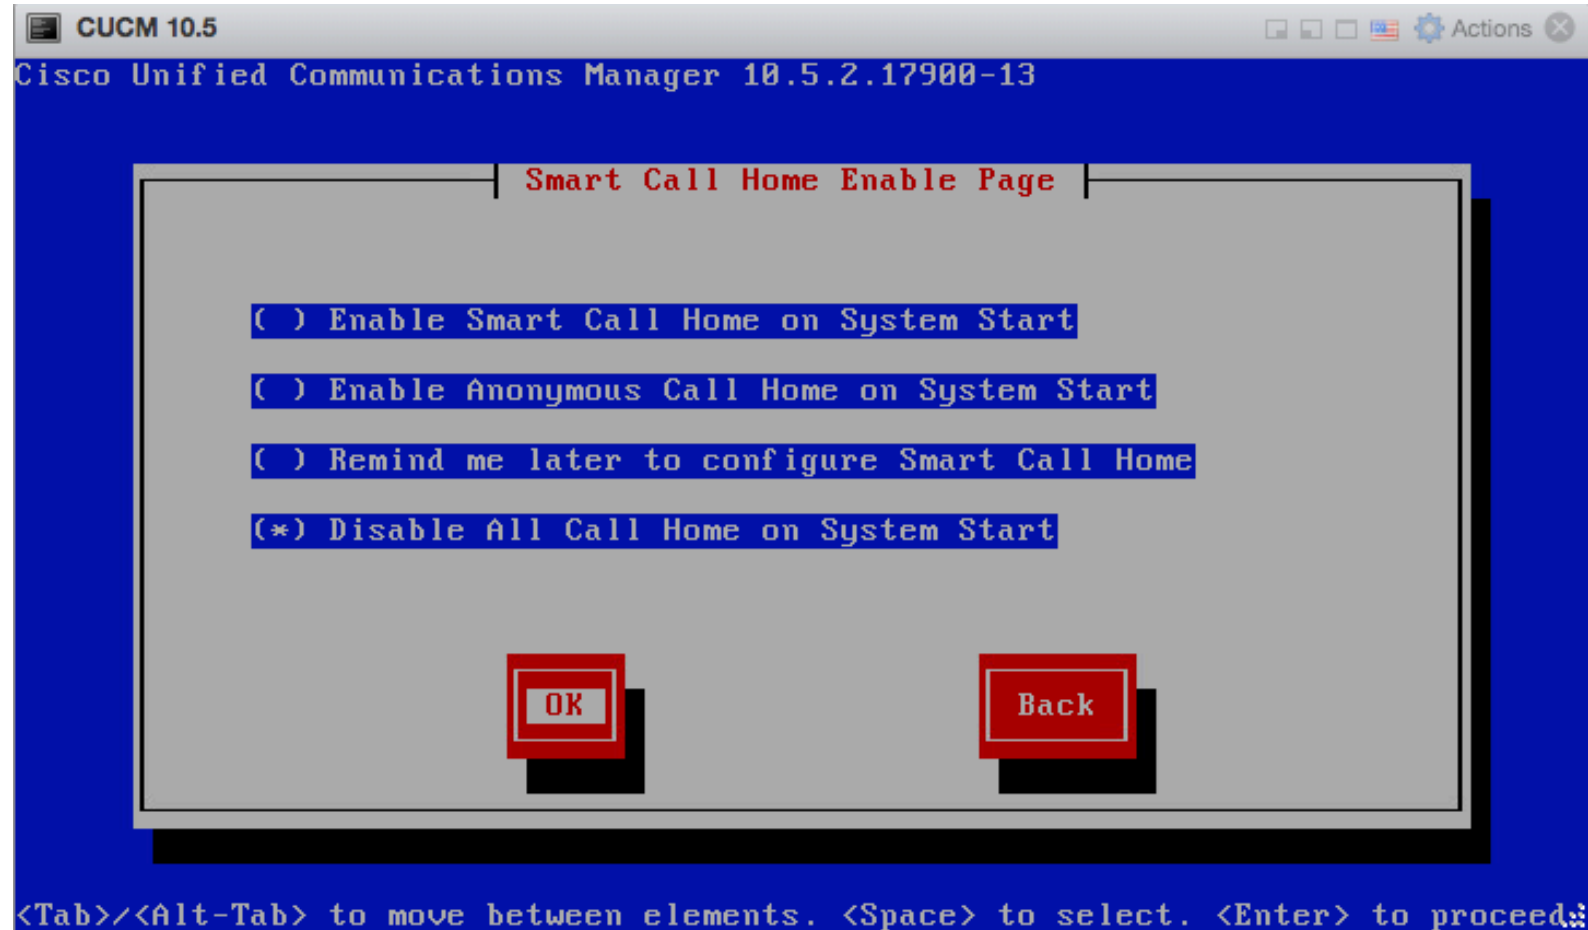 CUCM 10.5 Actions
Cisco Unified Communications Manager 10.5.2.17900-13
Smart Call Home Enable Page
( ) Enable Smart Call Home on System Start
( ) Enable Anonymous Call Home on System Start
( ) Remind me later to configure Smart Call Home
(*) Disable All Call Home on System Start
OK Back
<Tab>/<Alt-Tab> to move between elements. <Space> to select. <Enter> to proceed.